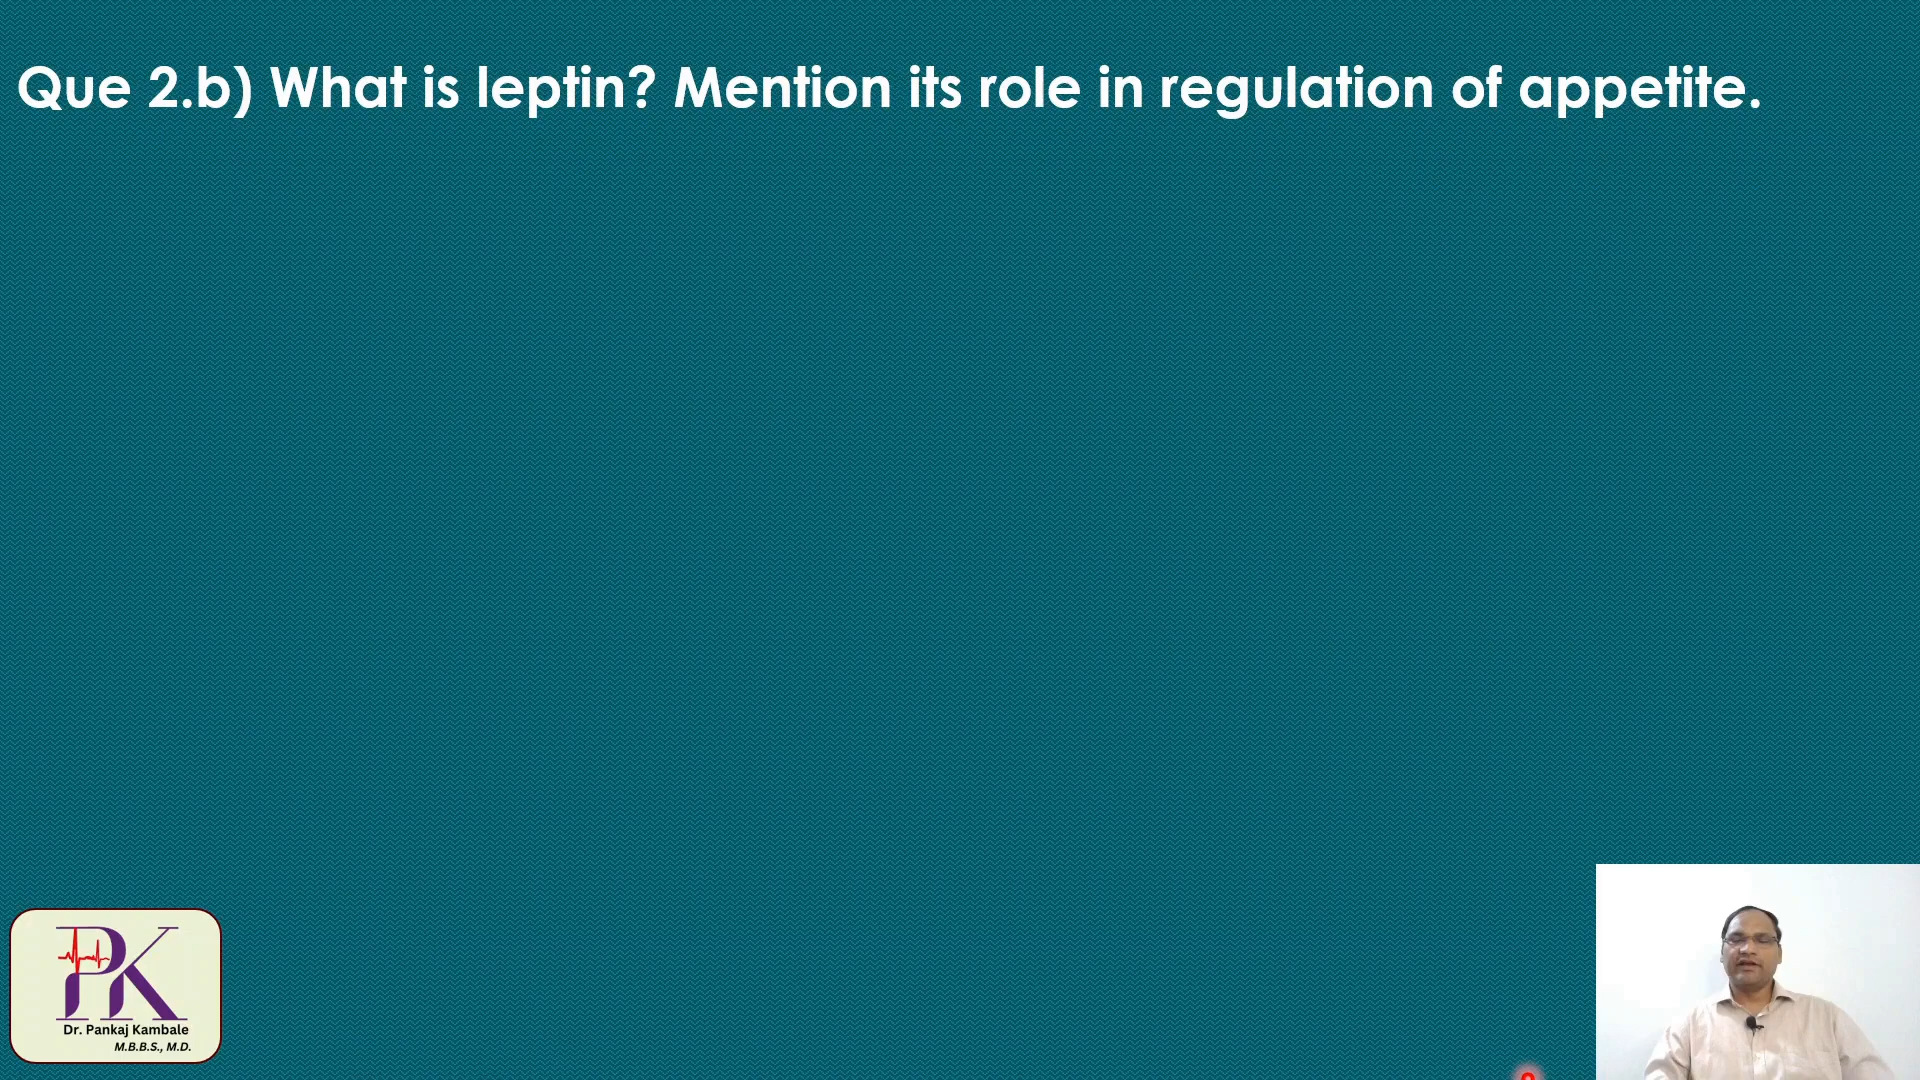 Que 2.b) What is leptin? Mention its role in regulation of appetite.
PK
Dr. Pankaj Kambale
M.B.B.S., M.D.